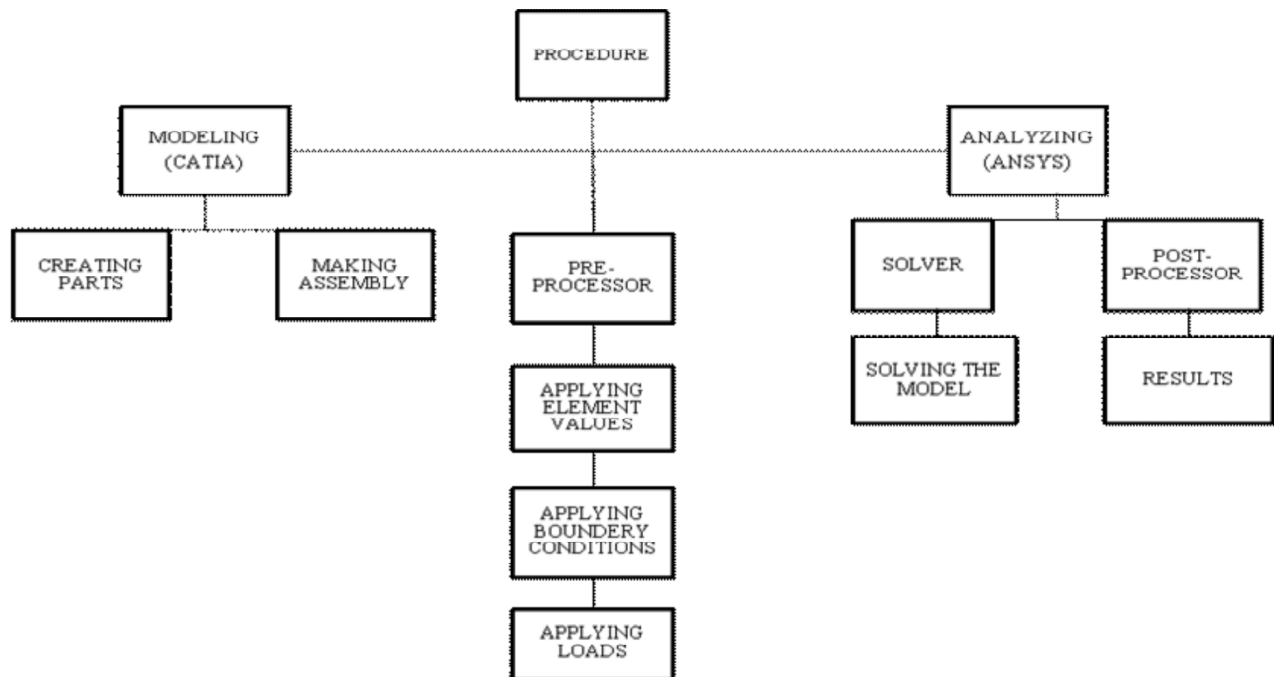 PROCEDURE
MODELING
(CATIA)
ANALYZING
(ANSYS)
CREATING
PARTS
MAKING
ASSEMBLY
PRE-
PROCESSOR
SOLVER
POST-
PROCESSOR
APPLYING
ELEMENT
VALUES
SOLVING THE
MODEL
RESULTS
APPLYING
BOUNDERY
CONDITIONS
APPLYING
LOADS